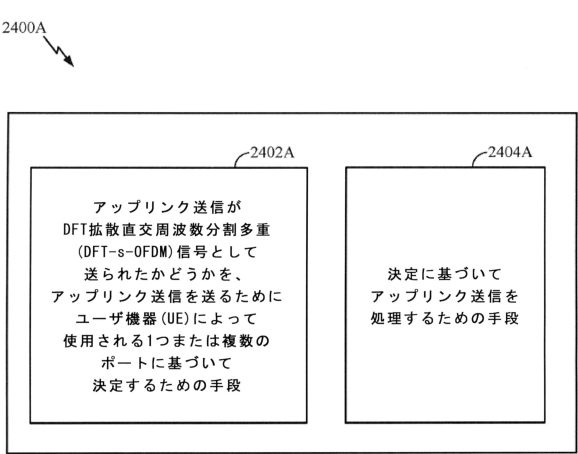 2400A
2402A
アップリンク送信が
DFT拡散直交周波数分割多重
(DFT-s-OFDM)信号として
送られたかどうかを、
アップリンク送信を送るために
ユーザ機器(UE)によって
使用される1つまたは複数の
ポートに基づいて
決定するための手段
2404A
決定に基づいて
アップリンク送信を
処理するための手段